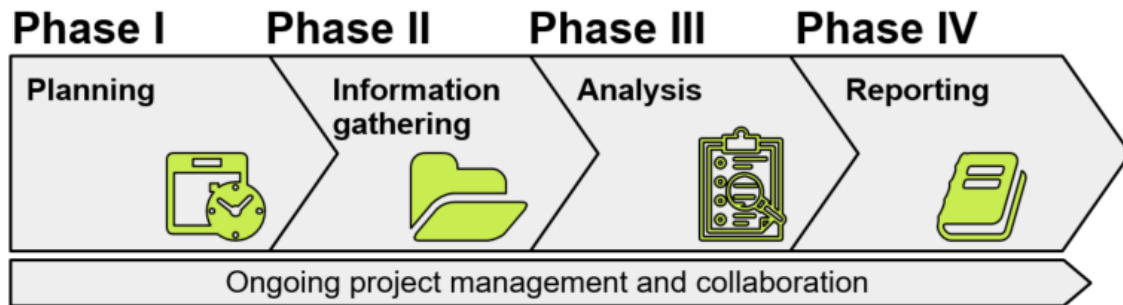 Phase I
Phase II
Phase III
Phase IV
Planning
Information
gathering
Analysis
Reporting
Ongoing project management and collaboration